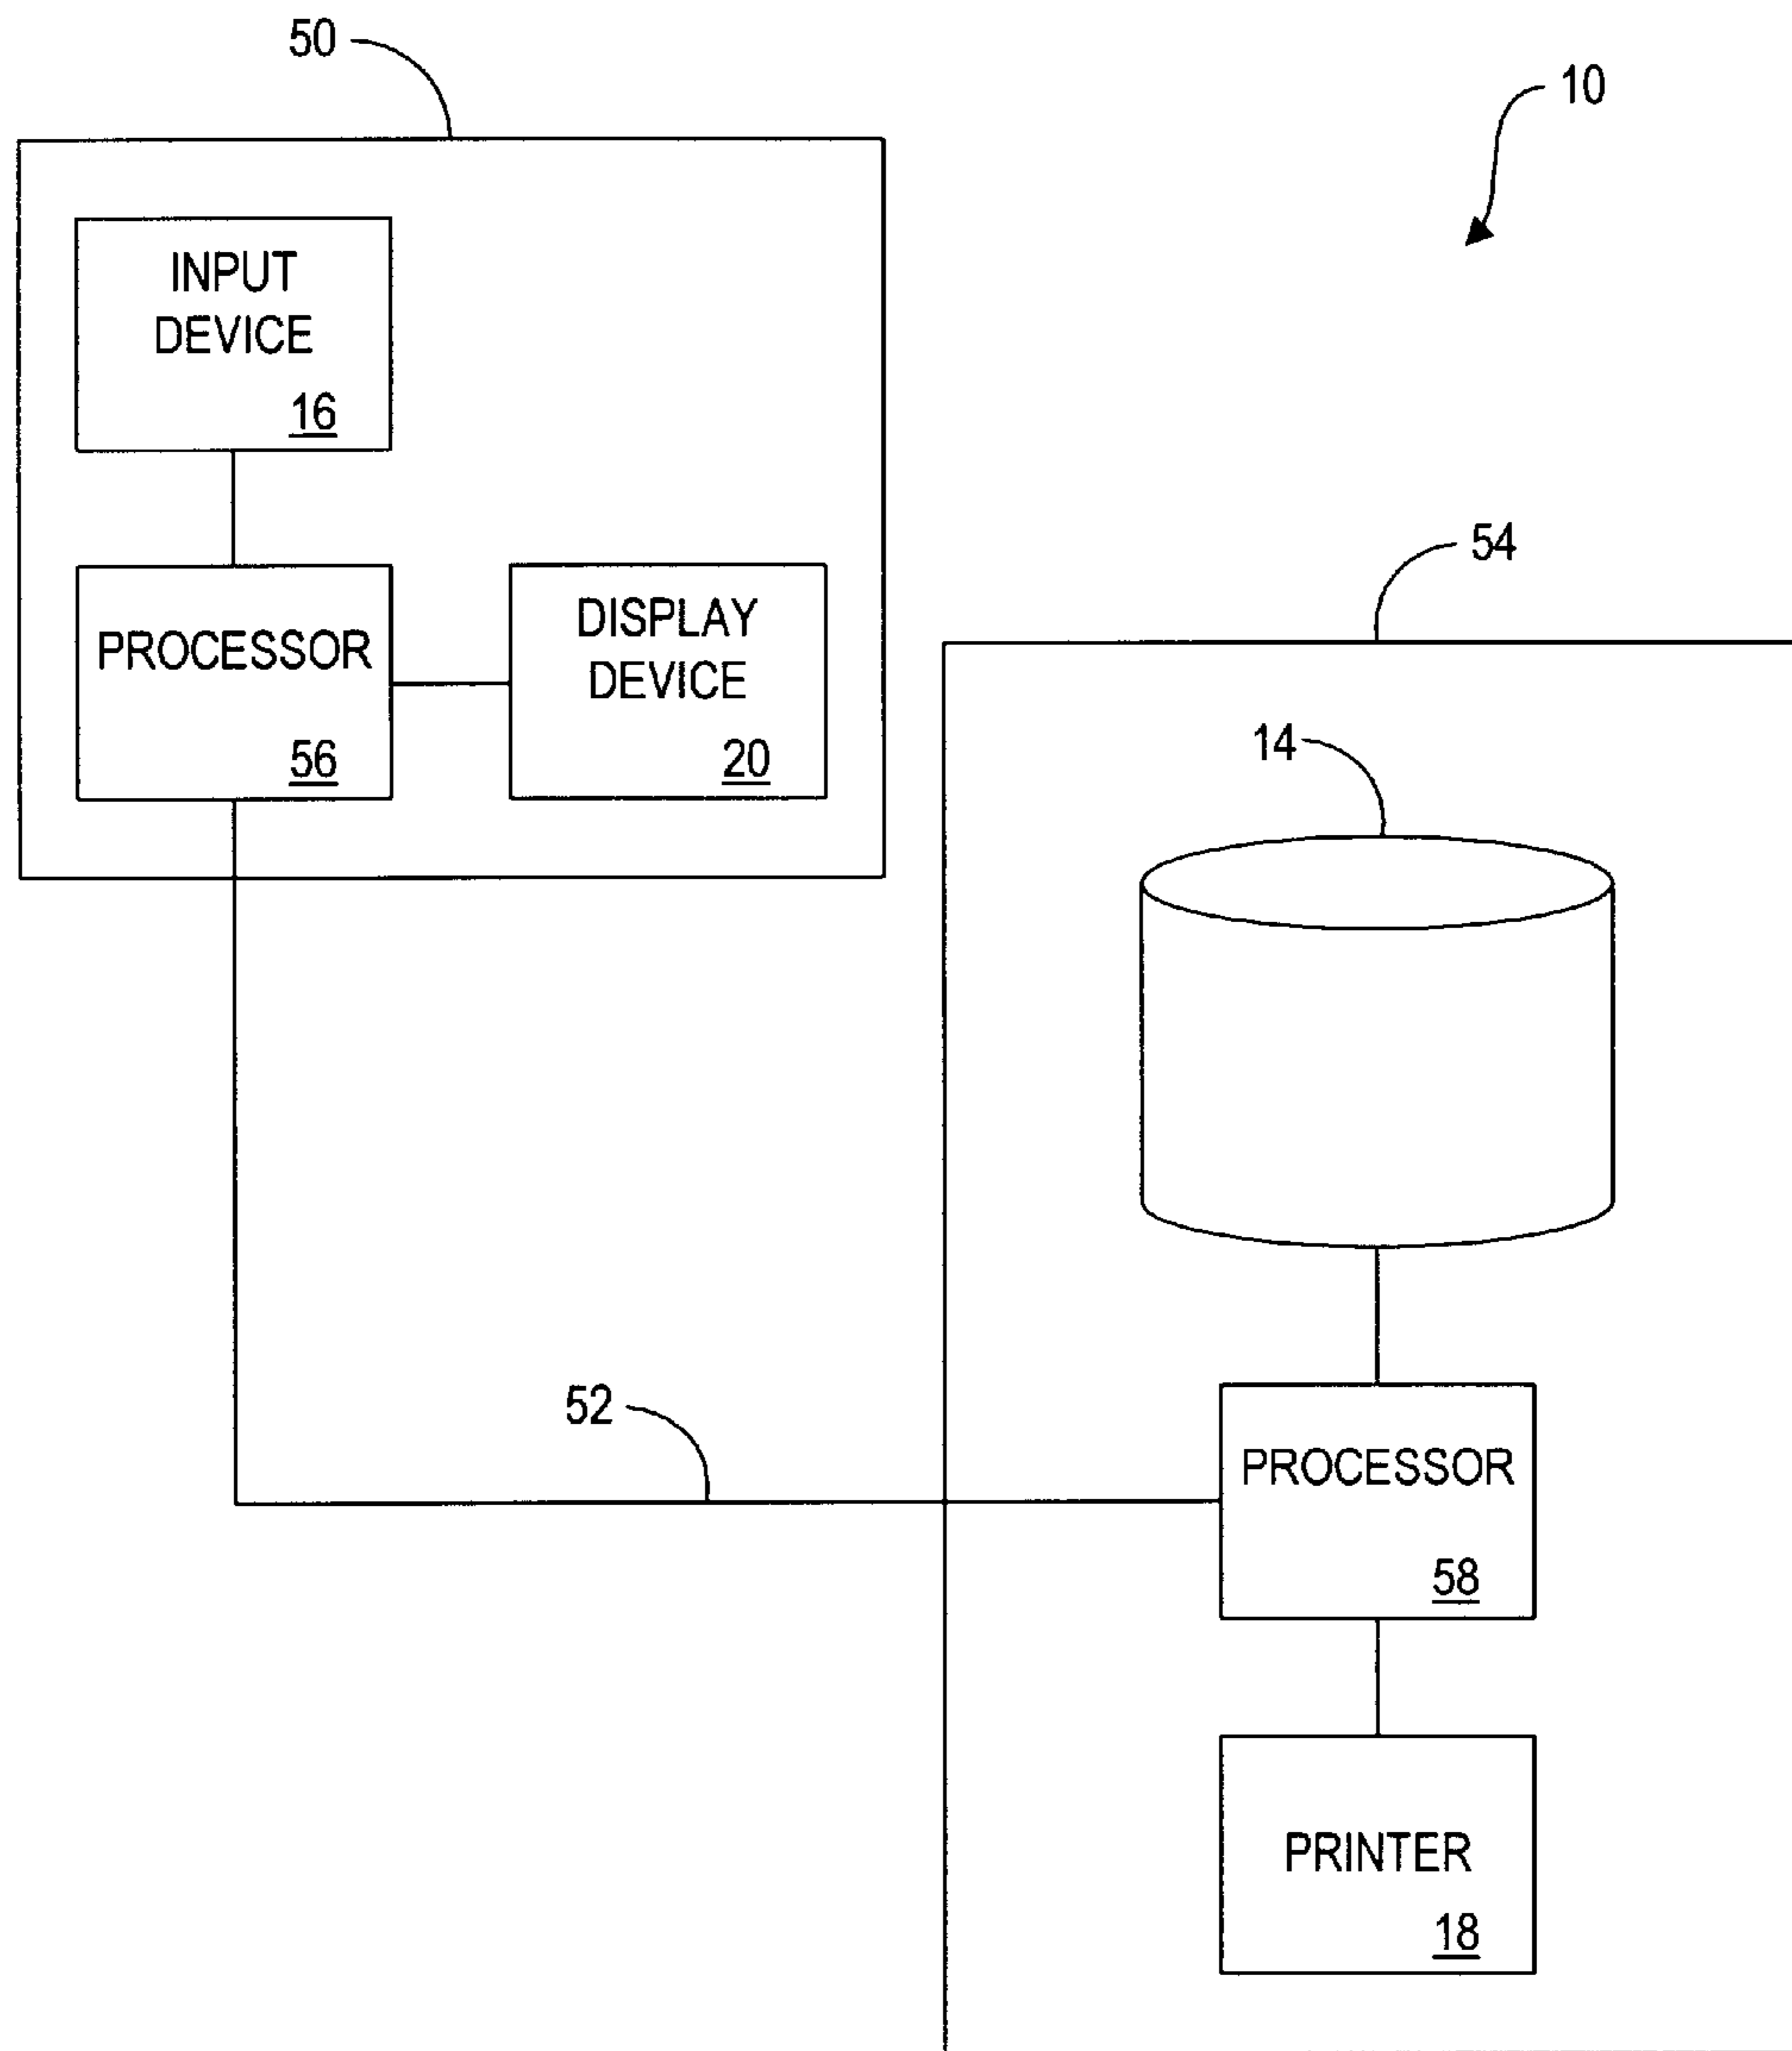 50
10
INPUT
DEVICE
16
54
PROCESSOR
56
DISPLAY
DEVICE
20
14
52
PROCESSOR
58
PRINTER
18